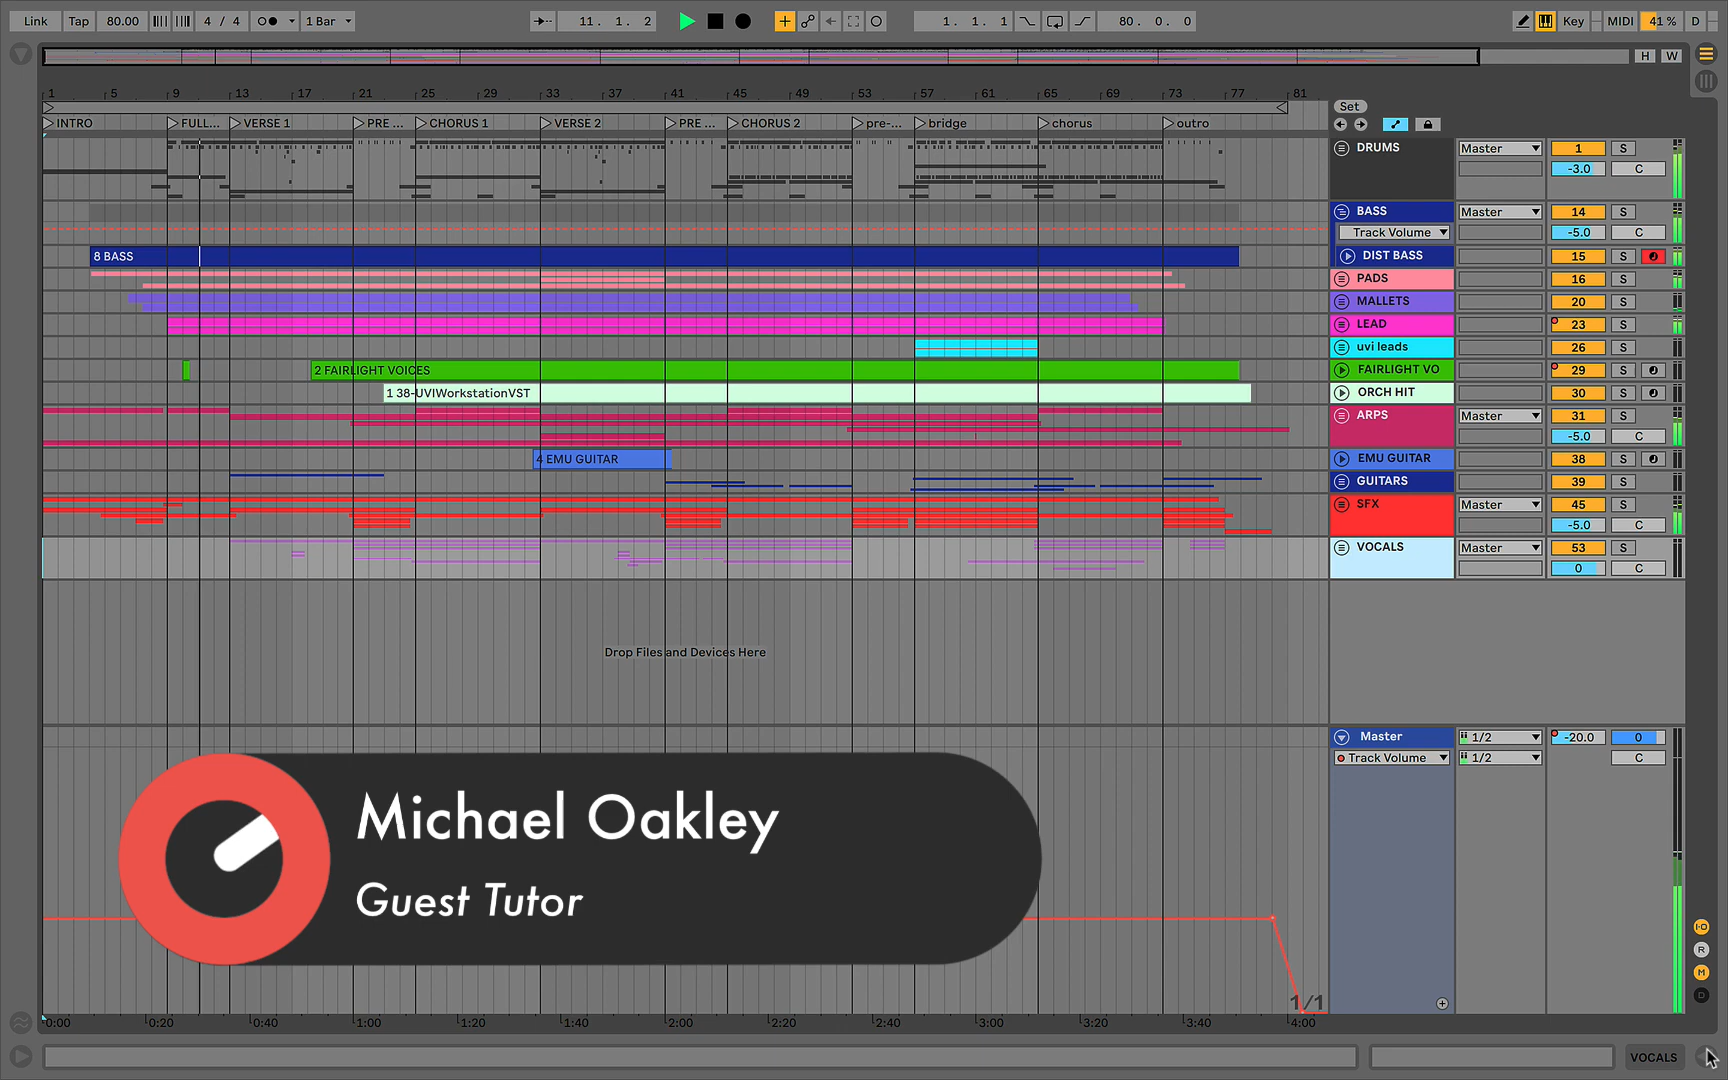 Link Tap 80.00 4 / 4 1 Bar 11. 1. 2 1. 1. 1 80. 0. 0 Key MIDI 41 % D
H W
1 5 9 13 17 21 25 29 33 37 41 45 49 53 57 61 65 69 73 77 81
Set
INTRO FULL... VERSE 1 PRE ... CHORUS 1 VERSE 2 PRE ... CHORUS 2 pre-... bridge chorus outro
DRUMS Master 1 S
-3.0 C
BASS Master 14 S
Track Volume -5.0 C
8 BASS DIST BASS 15 S
PADS 16 S
MALLETS 20 S
LEAD 23 S
uvi leads 26 S
2 FAIRLIGHT VOICES FAIRLIGHT VO 29 S
1 38-UVIWorkstationVST ORCH HIT 30 S
ARPS Master 31 S
-5.0 C
4 EMU GUITAR EMU GUITAR 38 S
GUITARS 39 S
SFX Master 45 S
-5.0 C
VOCALS Master 53 S
0 C
Drop Files and Devices Here
Master 1/2 -20.0 0
Track Volume 1/2 C
Michael Oakley
Guest Tutor
I·O
R
M
D
1/1
0:00 0:20 0:40 1:00 1:20 1:40 2:00 2:20 2:40 3:00 3:20 3:40 4:00
VOCALS